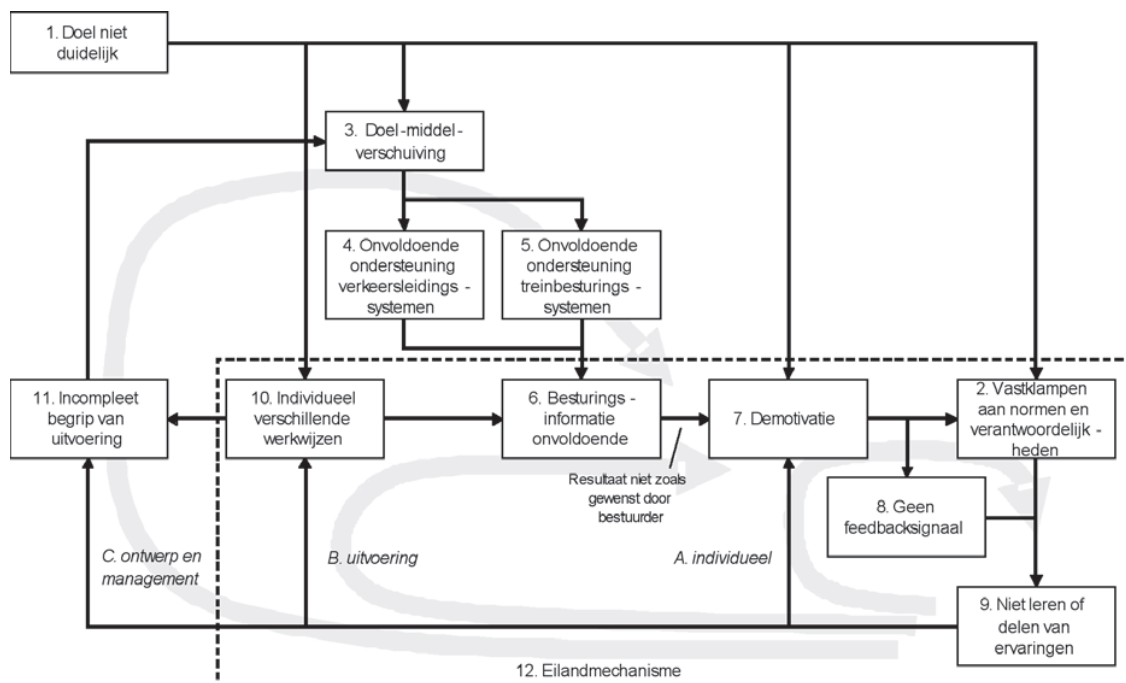 1. Doel niet
duidelijk
3. Doel-middel-
verschuiving
4. Onvoldoende
ondersteuning
verkeersleidings -
systemen
5. Onvoldoende
ondersteuning
treinbesturings-
systemen
11. Incompleet
begrip van
uitvoering
10. Individueel
verschillende
werkwijzen
6. Besturings -
informatie
onvoldoende
7. Demotivatie
2. Vastklampen
aan normen en
verantwoordelijk -
heden
Resultaat niet zoals
gewenst door
bestuurder
8. Geen
feedbacksignaal
C. ontwerp en
management
B. uitvoering
A. individueel
9. Niet leren of
delen van
ervaringen
12. Eilandmechanisme